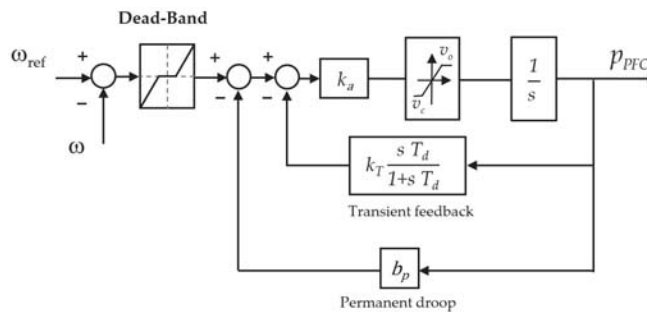 Dead-Band
ω_ref
+
−
ω
+
−
+
−
k_a
v_o
v_c
1
s
p_PFC
k_T s T_d
1+s T_d
Transient feedback
b_p
Permanent droop